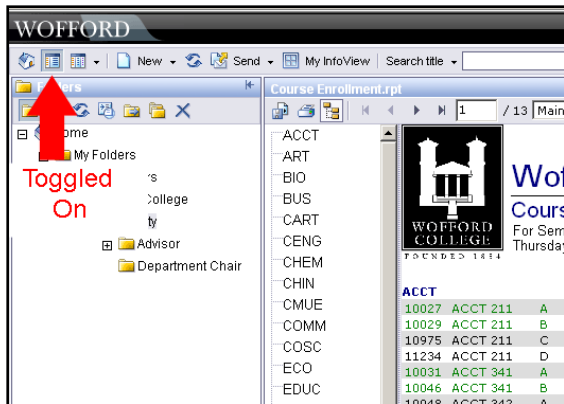 WOFFORD
New Send My InfoView Search title
Folders Course Enrollment.rpt
1 / 13 Main
Home
My Folders
Toggled
On
Advisor
Department Chair
ACCT
ART
BIO
BUS
CART
CENG
CHEM
CHIN
CMUE
COMM
COSC
ECO
EDUC
WOFFORD
COLLEGE
FOUNDED 1854
Wof
Cours
For Sem
Thursday
ACCT
10027 ACCT 211 A
10029 ACCT 211 B
10975 ACCT 211 C
11234 ACCT 211 D
10031 ACCT 341 A
10046 ACCT 341 B
10048 ACCT 342 A